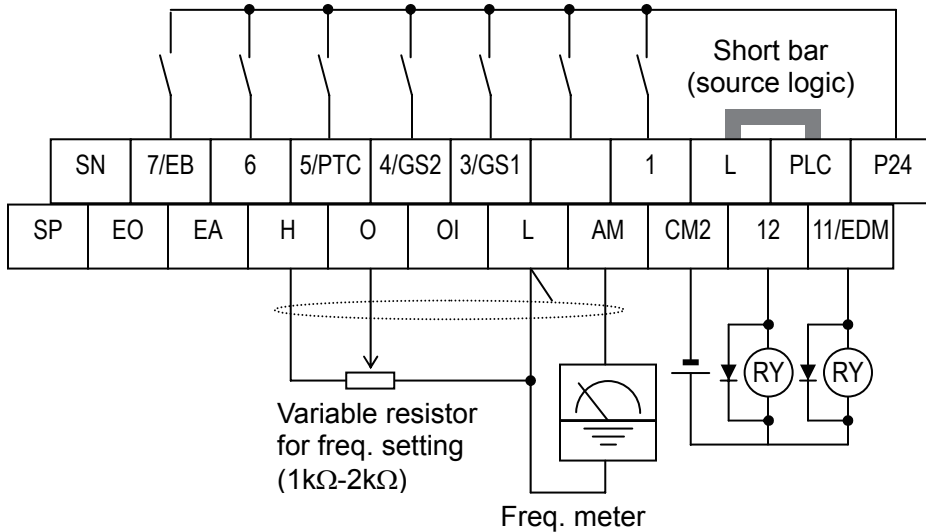 Short bar
(source logic)
SN 7/EB 6 5/PTC 4/GS2 3/GS1 1 L PLC P24
SP EO EA H O OI L AM CM2 12 11/EDM
RY RY
Variable resistor
for freq. setting
(1kΩ-2kΩ)
Freq. meter